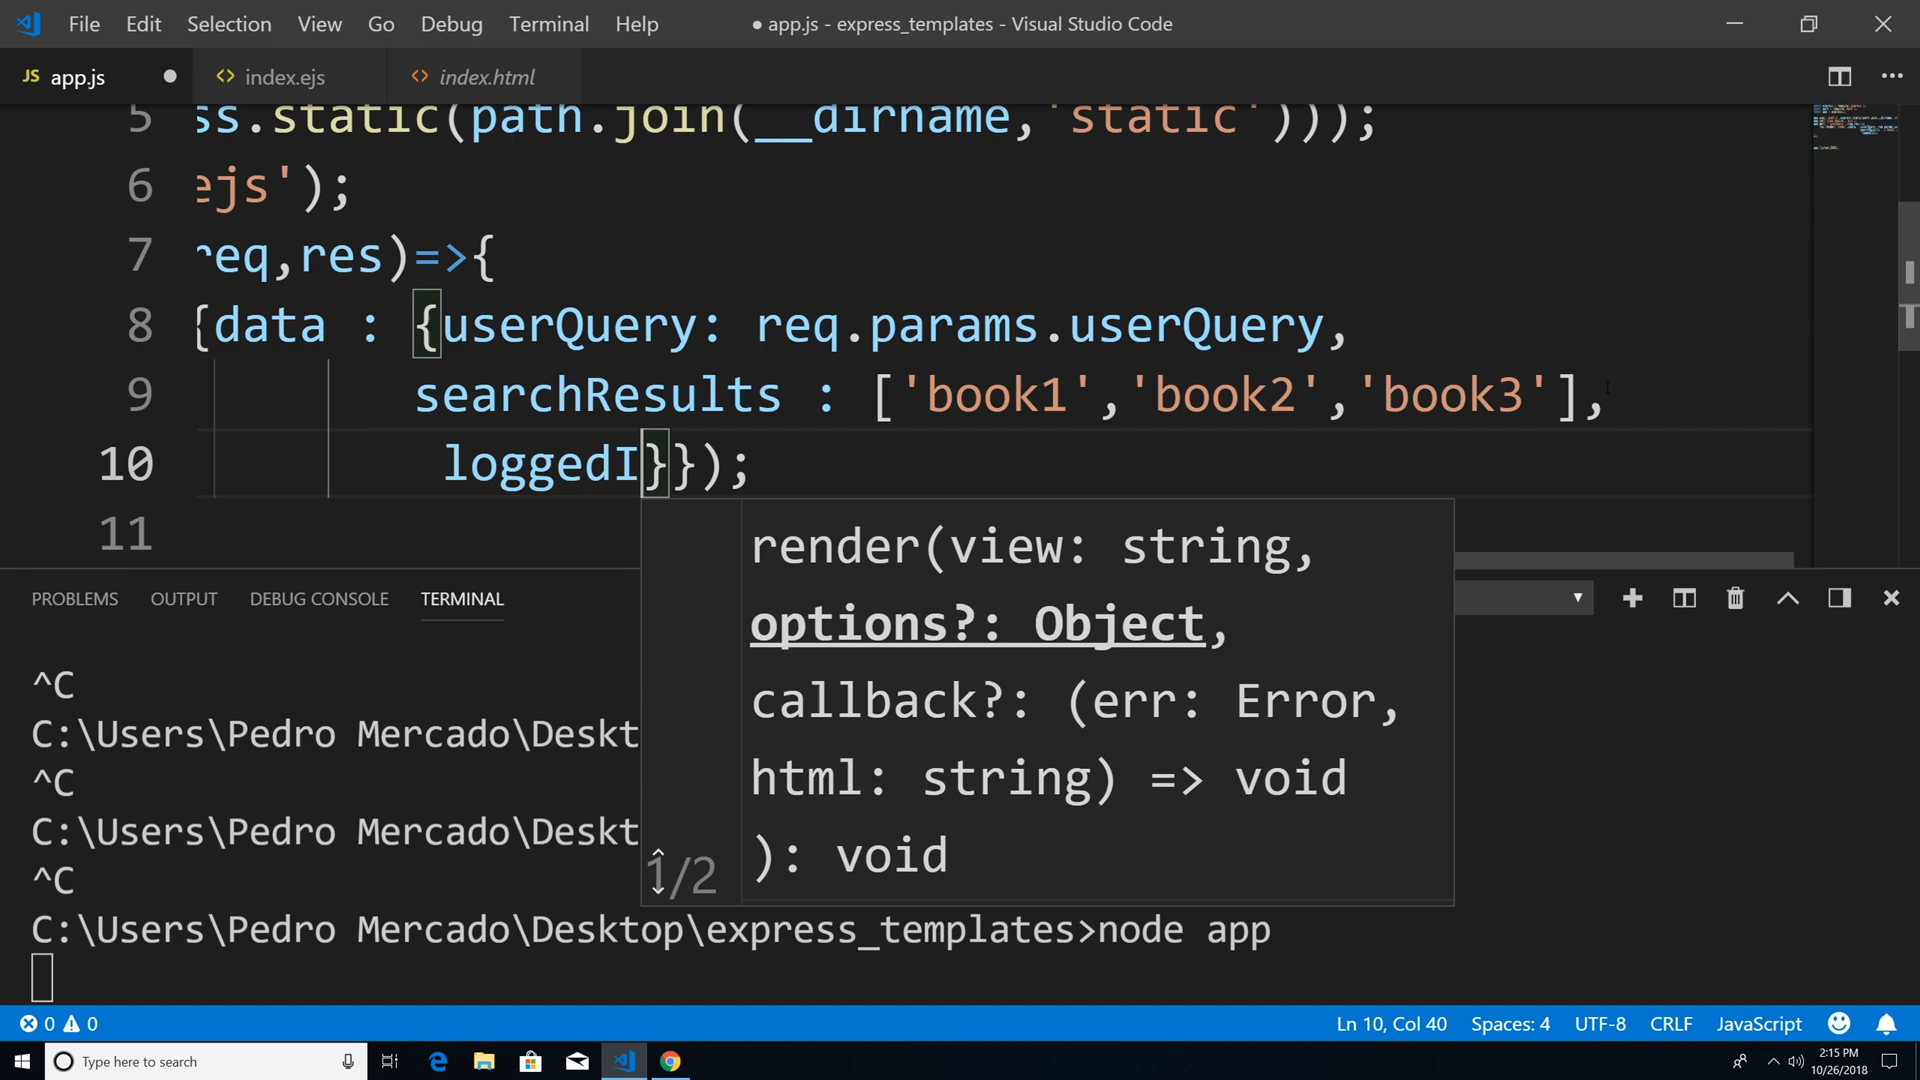 File Edit Selection View Go Debug Terminal Help ● app.js - express_templates - Visual Studio Code
JS app.js ● <> index.ejs <> index.html
5 ss.static(path.join(__dirname,'static')));
6 ejs');
7 req,res)=>{
8 {data : {userQuery: req.params.userQuery,
9 searchResults : ['book1','book2','book3'],
10 loggedI}});
11
render(view: string,
options?: Object,
callback?: (err: Error,
html: string) => void
): void
1/2
PROBLEMS OUTPUT DEBUG CONSOLE TERMINAL
^C
C:\Users\Pedro Mercado\Deskt
^C
C:\Users\Pedro Mercado\Deskt
^C
C:\Users\Pedro Mercado\Desktop\express_templates>node app
0 0 Ln 10, Col 40 Spaces: 4 UTF-8 CRLF JavaScript
Type here to search
2:15 PM
10/26/2018